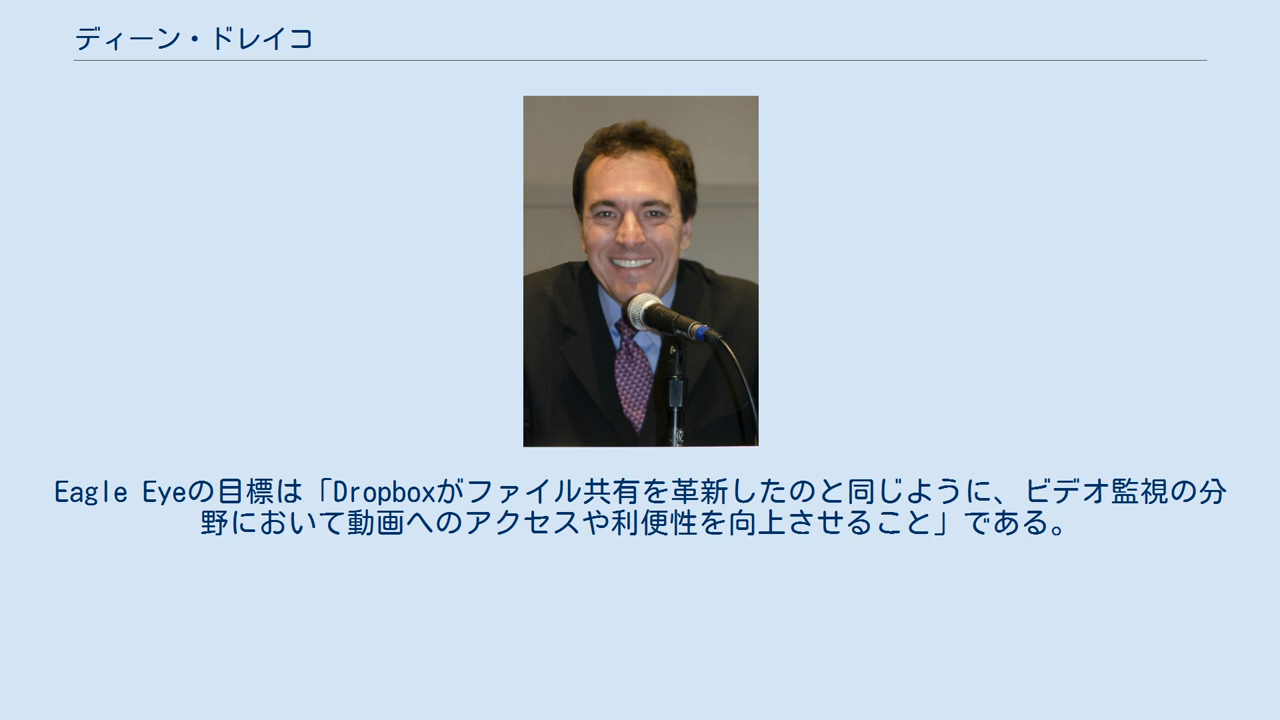 ディーン・ドレイコ
Eagle Eyeの目標は「Dropboxがファイル共有を革新したのと同じように、ビデオ監視の分
野において動画へのアクセスや利便性を向上させること」である。